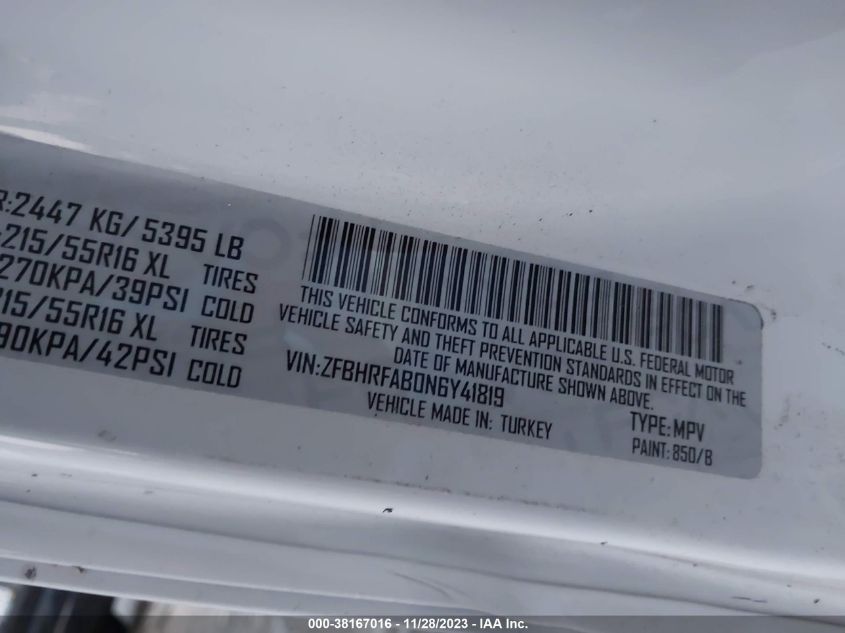 R:2447 KG/ 5395 LB
215/55R16 XL TIRES
270KPA/39PSI COLD
215/55R16 XL TIRES
90KPA/42PSI COLD
THIS VEHICLE CONFORMS TO ALL APPLICABLE U.S. FEDERAL MOTOR
VEHICLE SAFETY AND THEFT PREVENTION STANDARDS IN EFFECT ON THE
DATE OF MANUFACTURE SHOWN ABOVE.
VIN:ZFBHRFAB0N6Y41819
TYPE:MPV
VEHICLE MADE IN: TURKEY
PAINT: 850/B
000-38167016 - 11/28/2023 - IAA Inc.